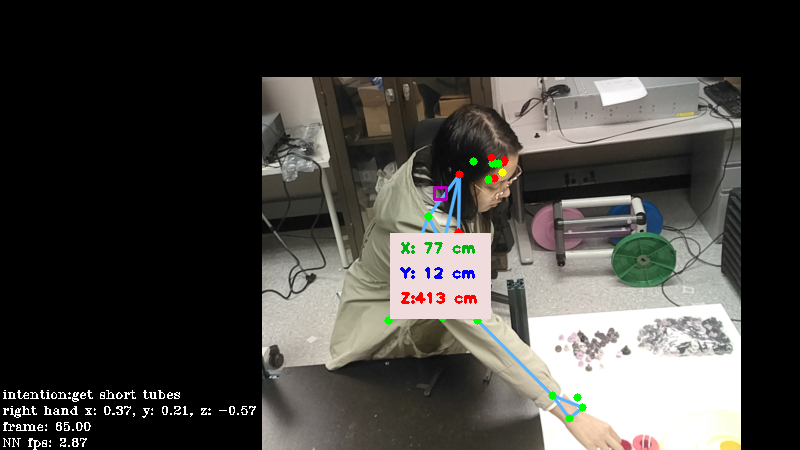 X: 77 cm
Y: 12 cm
Z:413 cm
intention:get short tubes
right hand x: 0.37, y: 0.21, z: -0.57
frame: 65.00
NN fps: 2.87